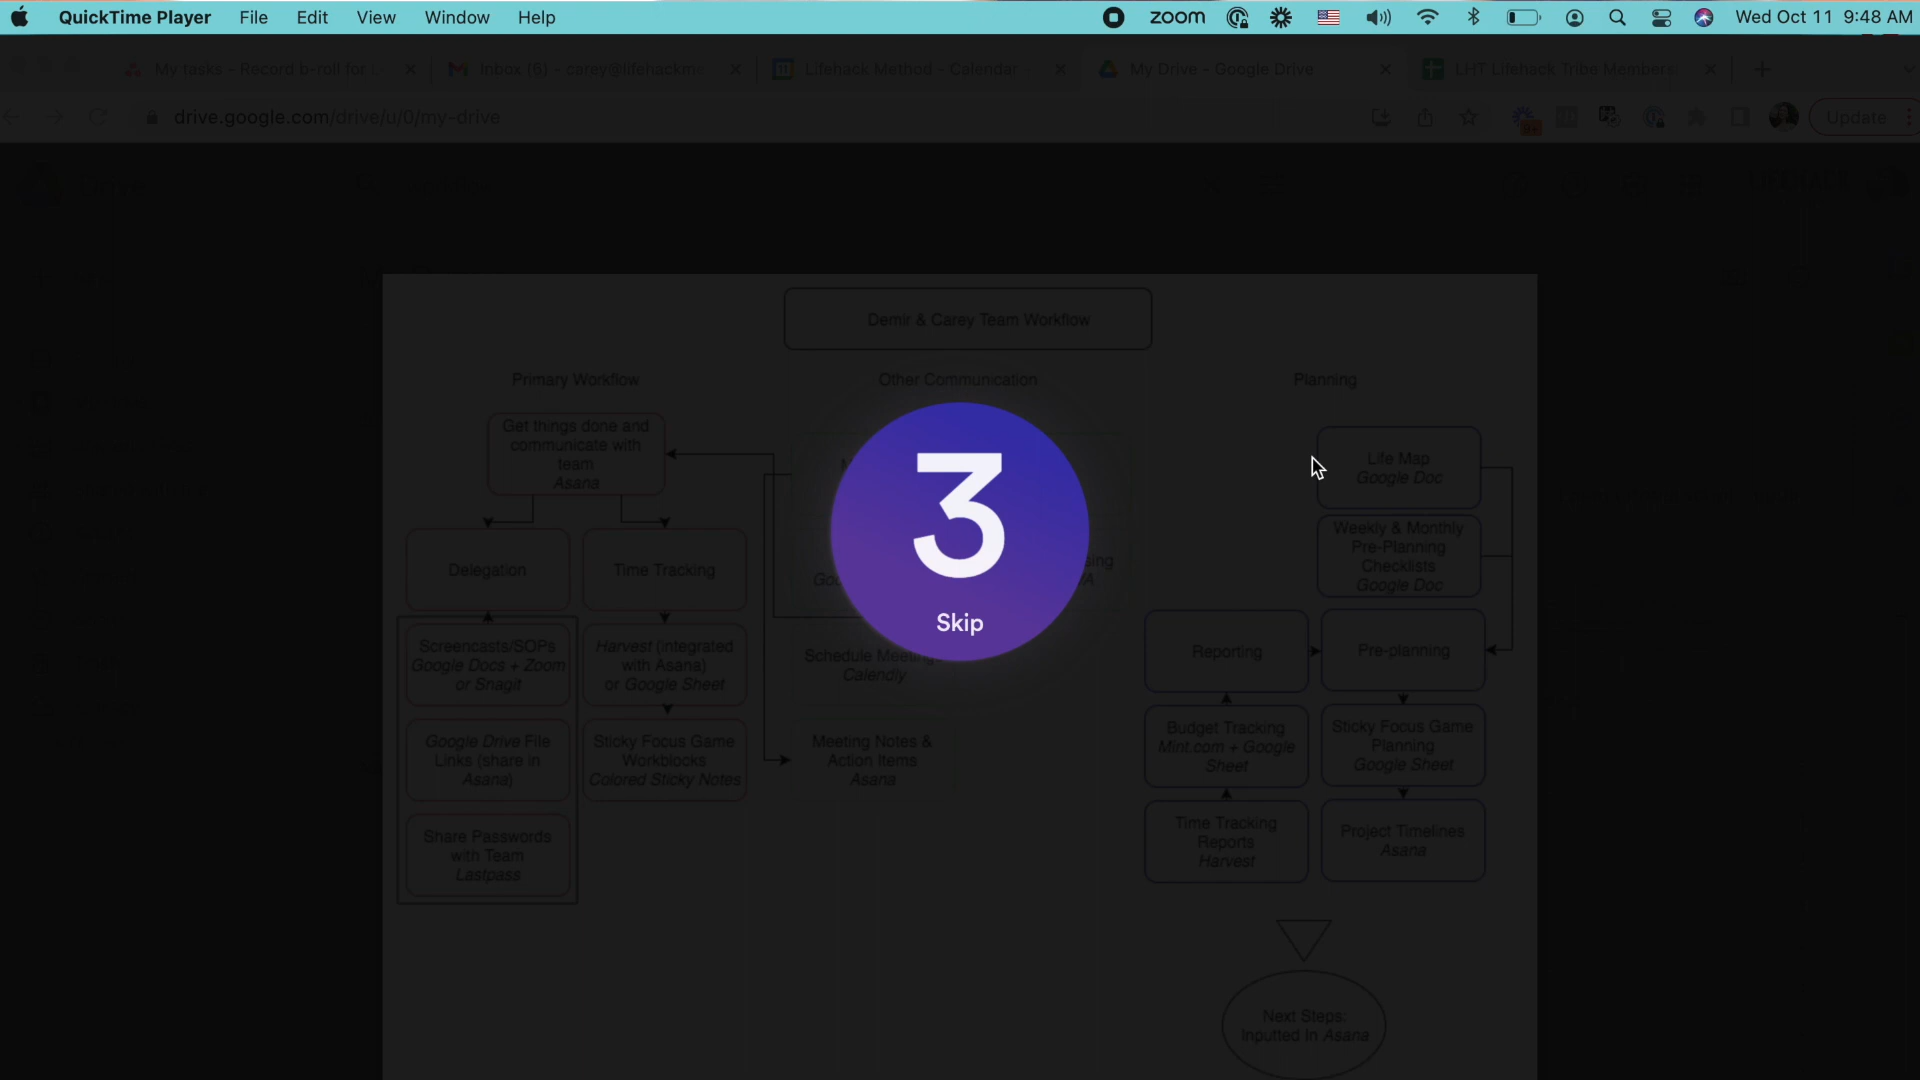 QuickTime Player File Edit View Window Help zoom Wed Oct 11 9:48 AM
My tasks – Record b-roll for Inbox (6) – carey@lifehackme Lifehack Method - Calendar My Drive - Google Drive LHT Lifehack Tribe Members
drive.google.com/drive/u/0/my-drive Update
Demir & Carey Team Workflow
Primary Workflow
Other Communication
Planning
Get things done and
communicate with
team
Asana
Delegation
Time Tracking
Screencasts/SOPs
Google Docs + Zoom
or Snagit
Harvest (integrated
with Asana)
or Google Sheet
Google Drive File
Links (share in
Asana)
Sticky Focus Game
Workblocks
Colored Sticky Notes
Share Passwords
with Team
Lastpass
3
Skip
Schedule Meetings
Calendly
Meeting Notes &
Action Items
Asana
Life Map
Google Doc
Weekly & Monthly
Pre-Planning
Checklists
Google Doc
Reporting
Pre-planning
Budget Tracking
Mint.com + Google
Sheet
Sticky Focus Game
Planning
Google Sheet
Time Tracking
Reports
Harvest
Project Timelines
Asana
Next Steps:
Inputted In Asana